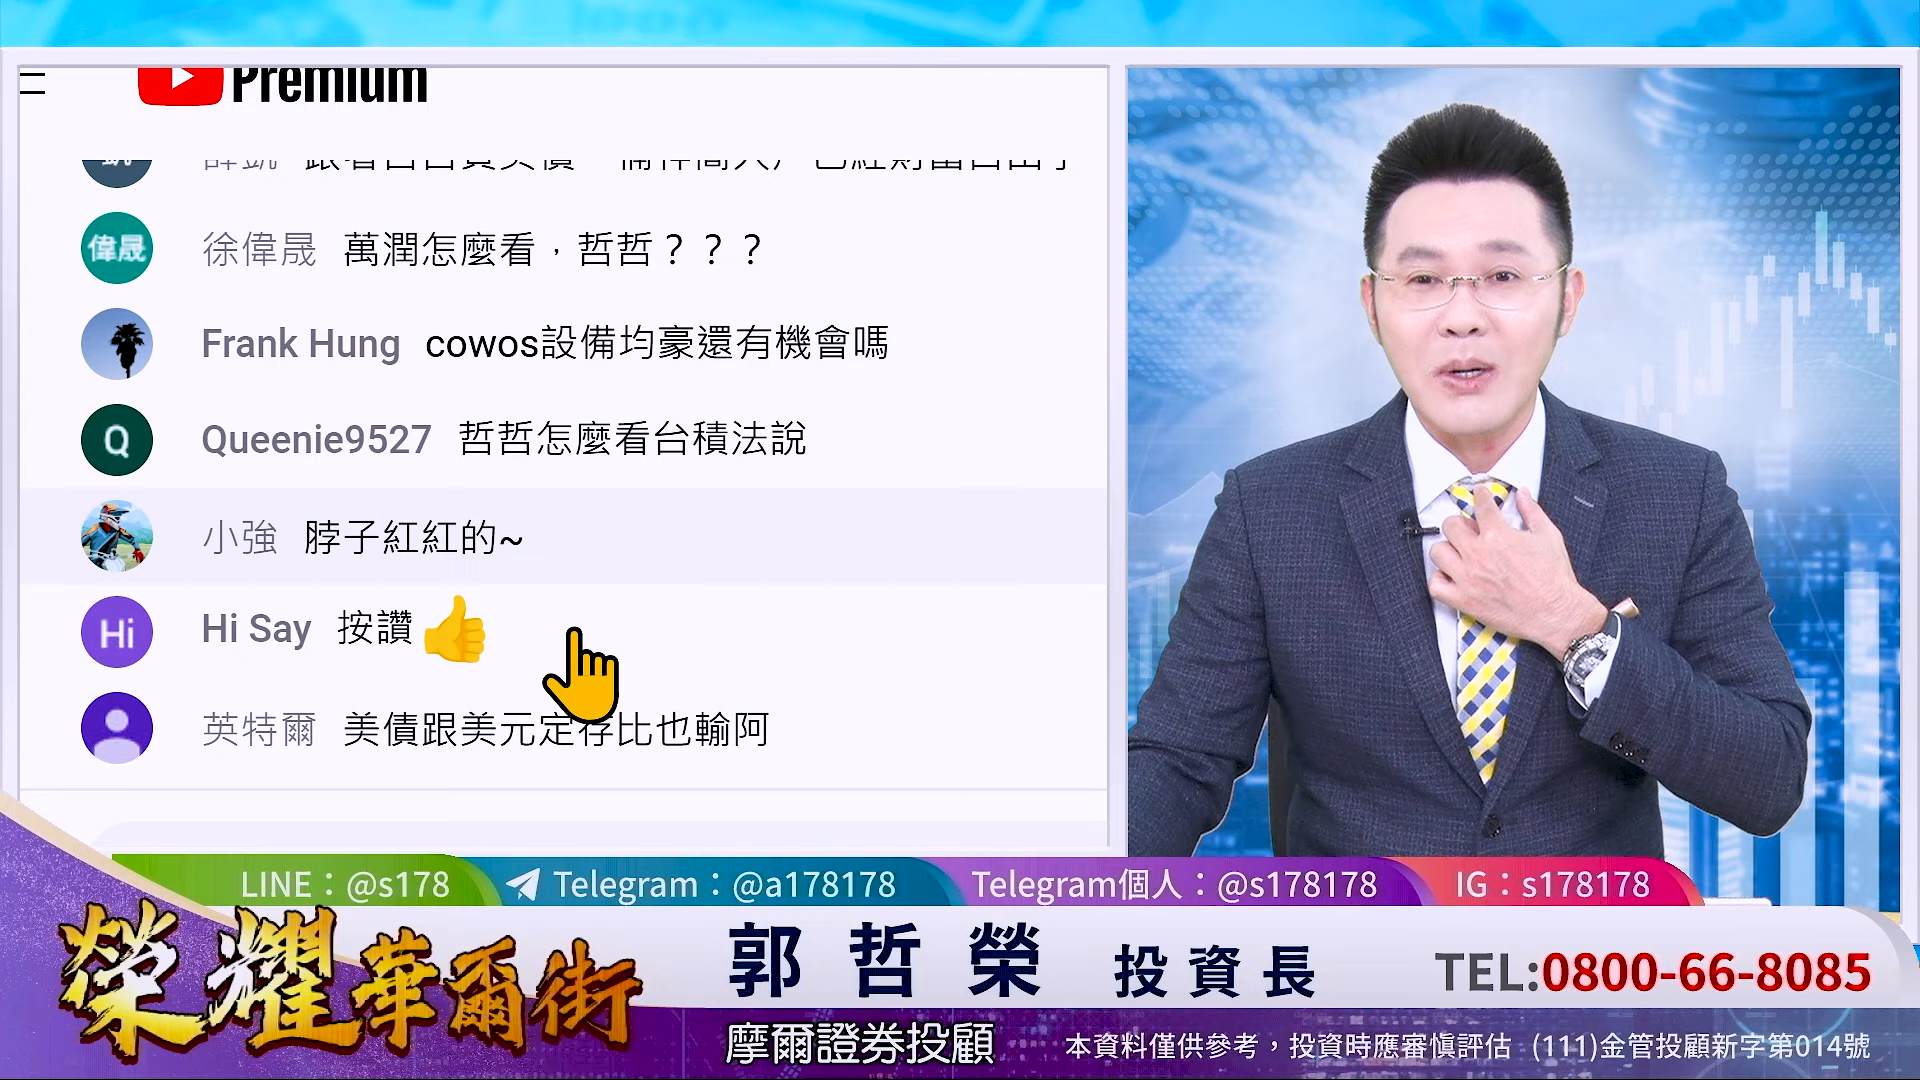 Premium
徐偉晟 萬潤怎麼看，哲哲？？？
偉晟
Frank Hung cowos設備均豪還有機會嗎
Q
Queenie9527 哲哲怎麼看台積法說
小強 脖子紅紅的~
Hi
Hi Say 按讚👍
英特爾 美債跟美元定存比也輸阿
LINE：@s178
Telegram：@a178178
Telegram個人：@s178178
IG：s178178
榮耀華爾街
郭哲榮 投資長
TEL:0800-66-8085
摩爾證券投顧
本資料僅供參考，投資時應審慎評估 (111)金管投顧新字第014號